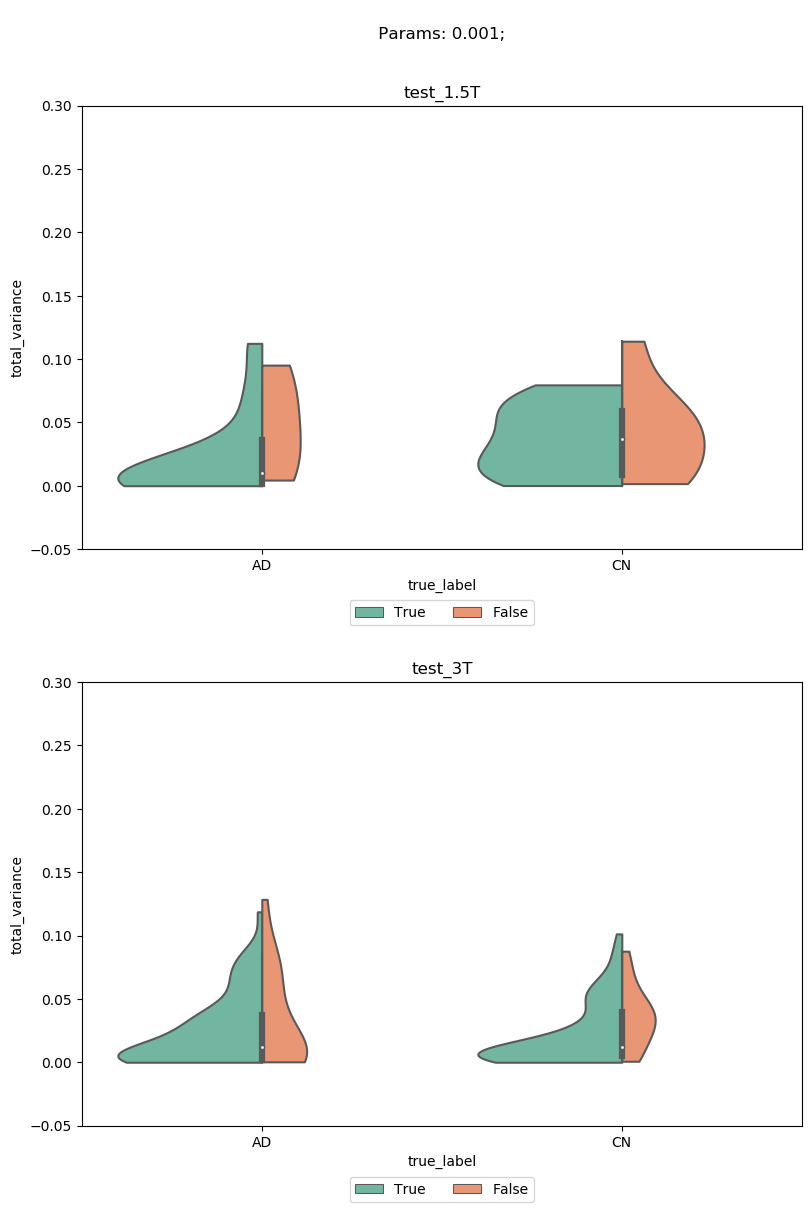 Params: 0.001;
test_1.5T
0.30
0.25
0.20
0.15
0.10
0.05
0.00
−0.05
total_variance
AD CN
true_label
True False
test_3T
0.30
0.25
0.20
0.15
0.10
0.05
0.00
−0.05
total_variance
AD CN
true_label
True False